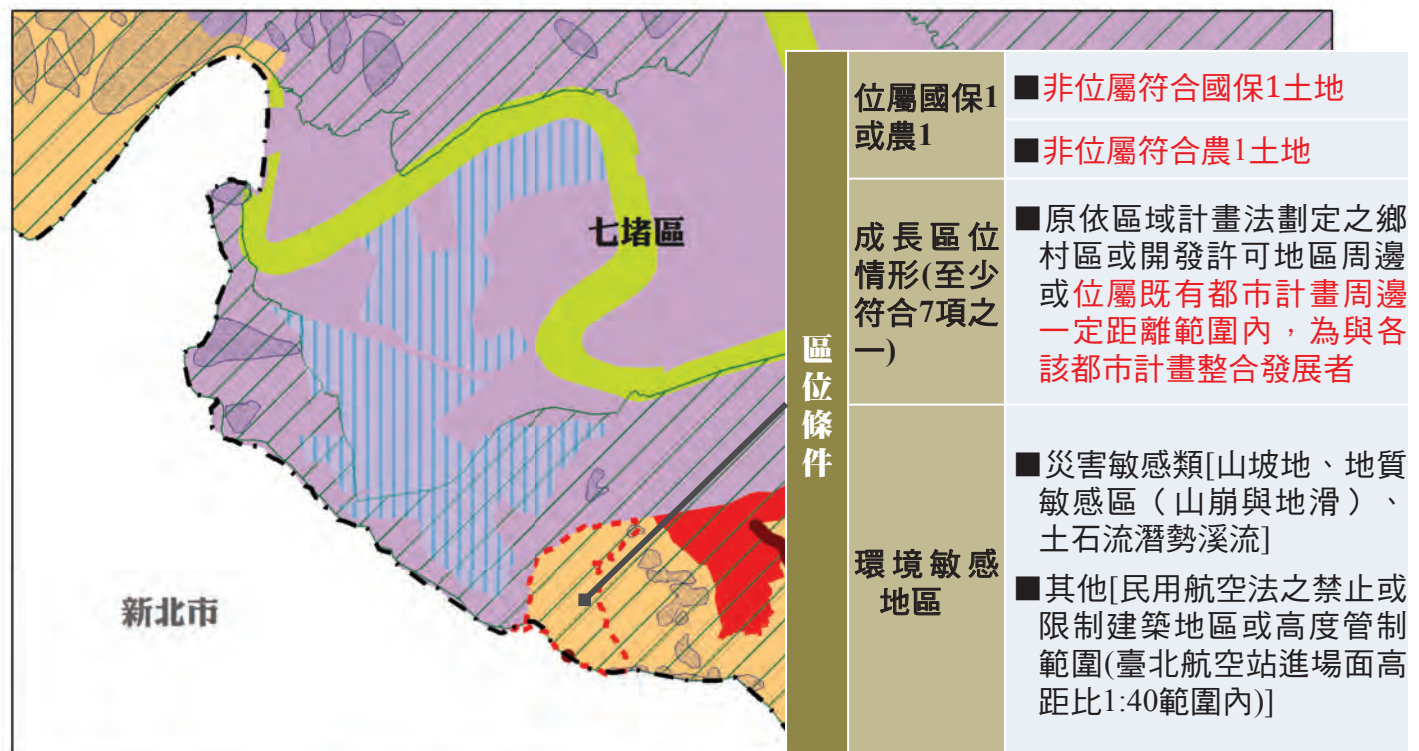 七堵區
新北市
區位條件
位屬國保1
或農1
■非位屬符合國保1土地
■非位屬符合農1土地
成長區位
情形(至少
符合7項之
一)
■原依區域計畫法劃定之鄉
村區或開發許可地區周邊
或位屬既有都市計畫周邊
一定距離範圍內，為與各
該都市計畫整合發展者
環境敏感
地區
■災害敏感類[山坡地、地質
敏感區（山崩與地滑）、
土石流潛勢溪流]
■其他[民用航空法之禁止或
限制建築地區或高度管制
範圍(臺北航空站進場面高
距比1:40範圍內)]